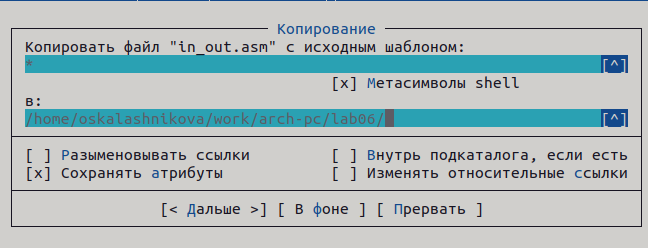 Копирование
Копировать файл "in_out.asm" с исходным шаблоном:
* [^]
[x] Метасимволы shell
в:
/home/oskalashnikova/work/arch-pc/lab06/ [^]
[ ] Разыменовывать ссылки [ ] Внутрь подкаталога, если есть
[x] Сохранять атрибуты [ ] Изменять относительные ссылки
[< Дальше >] [ В фоне ] [ Прервать ]